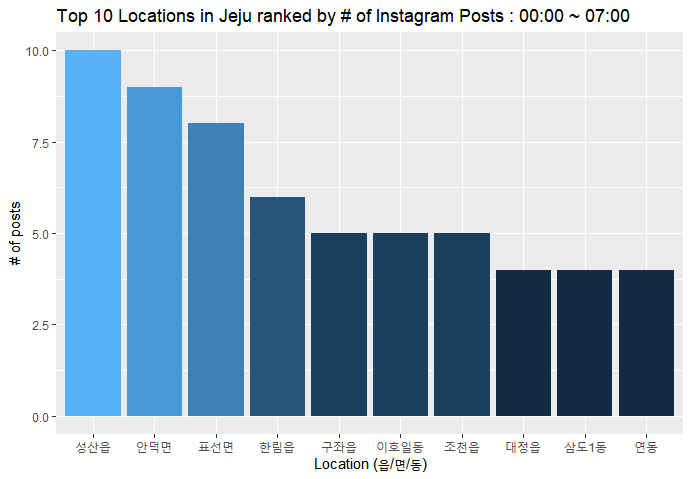 Top 10 Locations in Jeju ranked by # of Instagram Posts : 00:00 ~ 07:00
10.0
7.5
5.0
2.5
0.0
# of posts
성산읍 안덕면 표선면 한림읍 구좌읍 이호일동 조천읍 대정읍 삼도1동 연동
Location (읍/면/동)